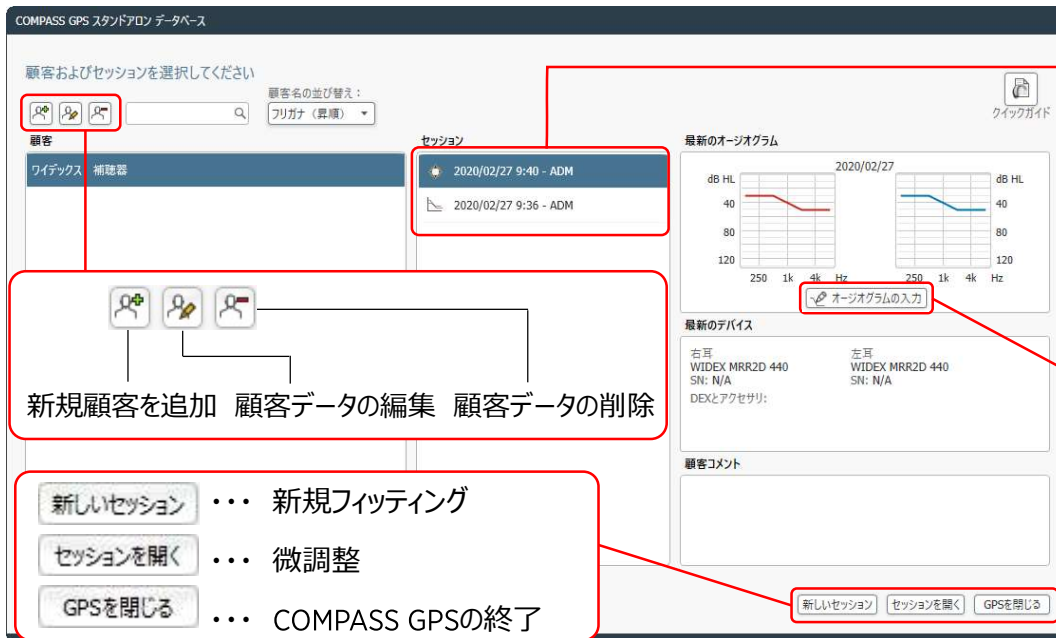 COMPASS GPS スタンドアロン データベース
顧客およびセッションを選択してください
顧客名の並び替え：
フリガナ（昇順）
クイックガイド
顧客
セッション
最新のオージオグラム
ワイデックス 補聴器
2020/02/27 9:40 - ADM
2020/02/27 9:36 - ADM
2020/02/27
dB HL
dB HL
40
40
80
80
120
120
250 1k 4k Hz
250 1k 4k Hz
オージオグラムの入力
最新のデバイス
右耳
左耳
WIDEX MRR2D 440
WIDEX MRR2D 440
SN: N/A
SN: N/A
DEXとアクセサリ:
新規顧客を追加 顧客データの編集 顧客データの削除
顧客コメント
新しいセッション ・・・ 新規フィッティング
セッションを開く ・・・ 微調整
GPSを閉じる ・・・ COMPASS GPSの終了
新しいセッション セッションを開く GPSを閉じる